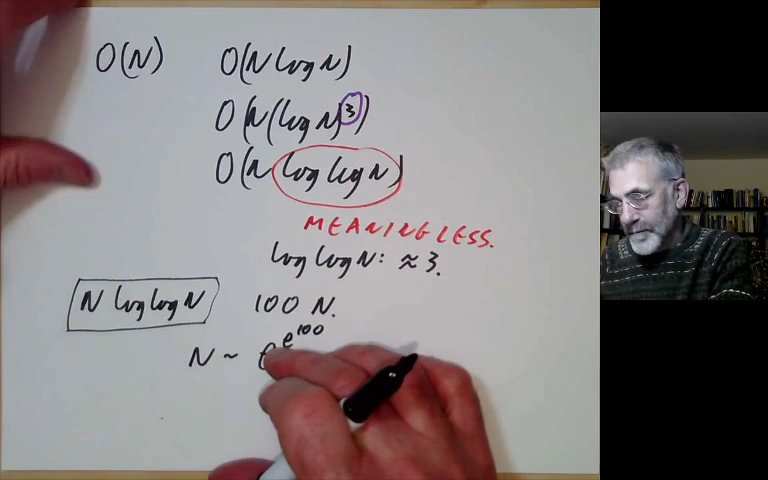 O(N) O(N log N)
O(N(log N)³)
O(N log log N)
MEANINGLESS.
log log N: ≈ 3.
N log log N 100 N.
N ~ e^e^100